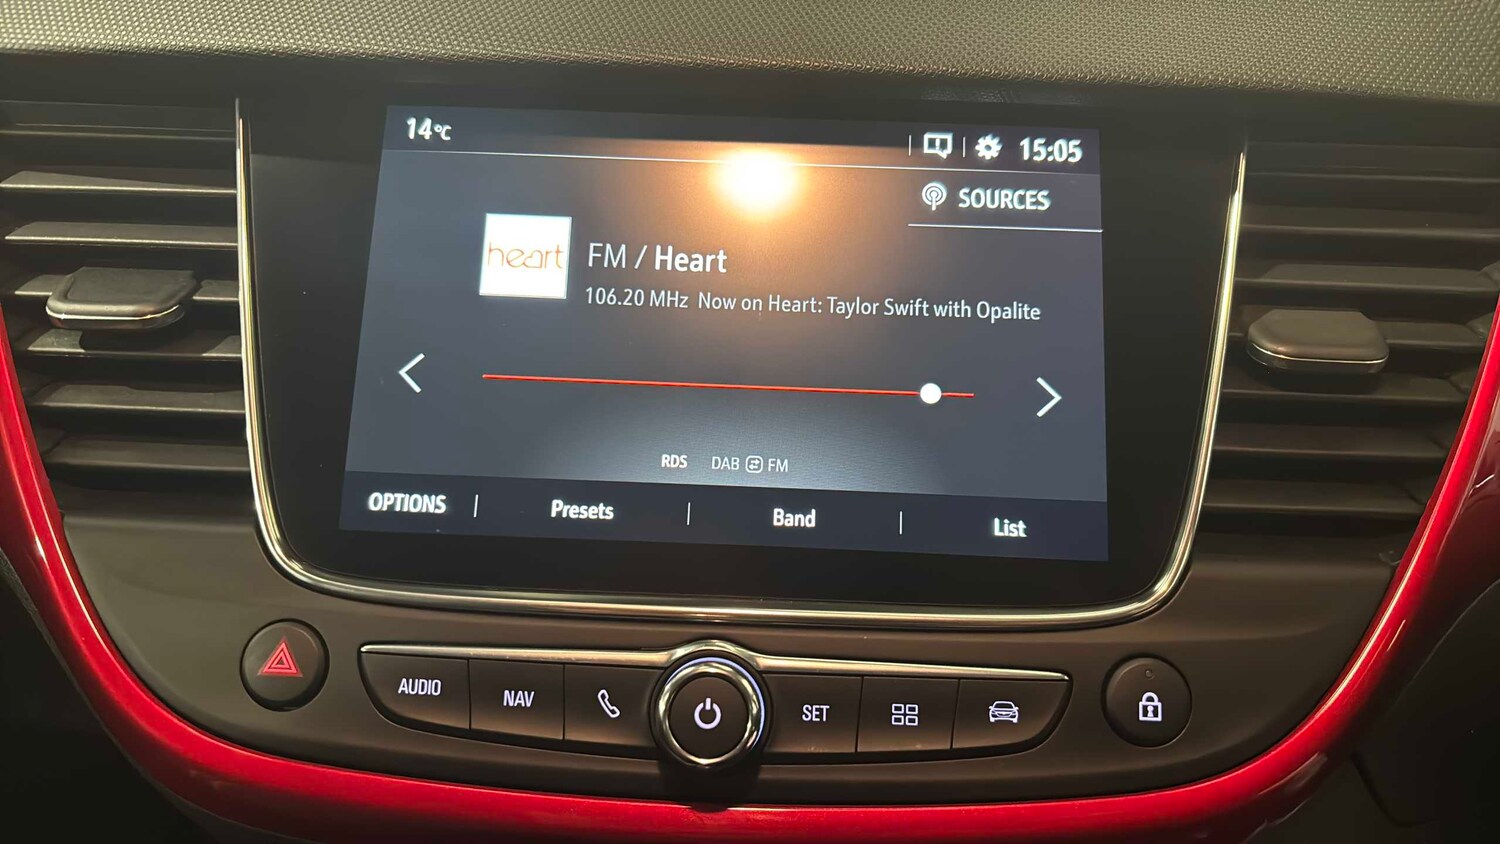 14°C
15:05
SOURCES
heart
FM / Heart
106.20 MHz Now on Heart: Taylor Swift with Opalite
RDS DAB FM
OPTIONS Presets Band List
AUDIO NAV SET